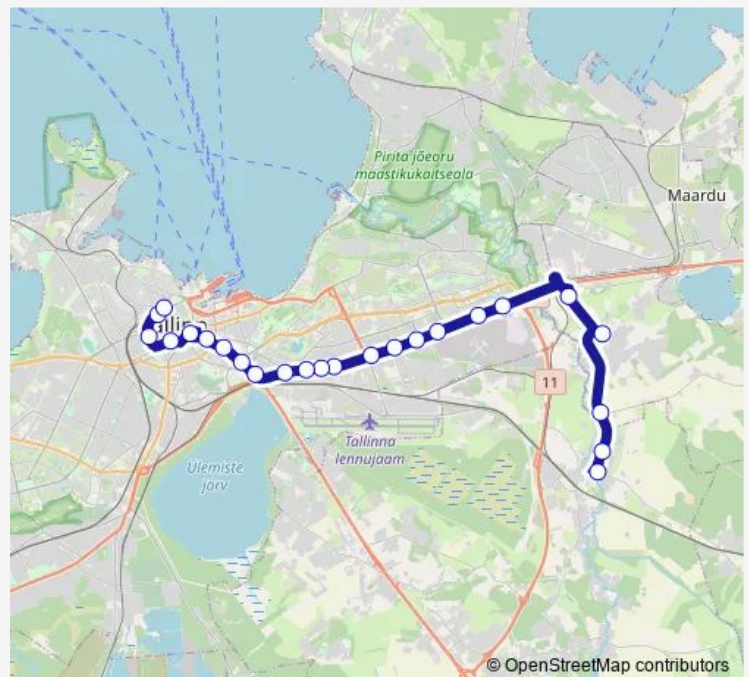 Pirita jõeoru
maastikukaitseala
Maardu
11
Tallinna
lennujaam
Ülemiste
järv
© OpenStreetMap contributors